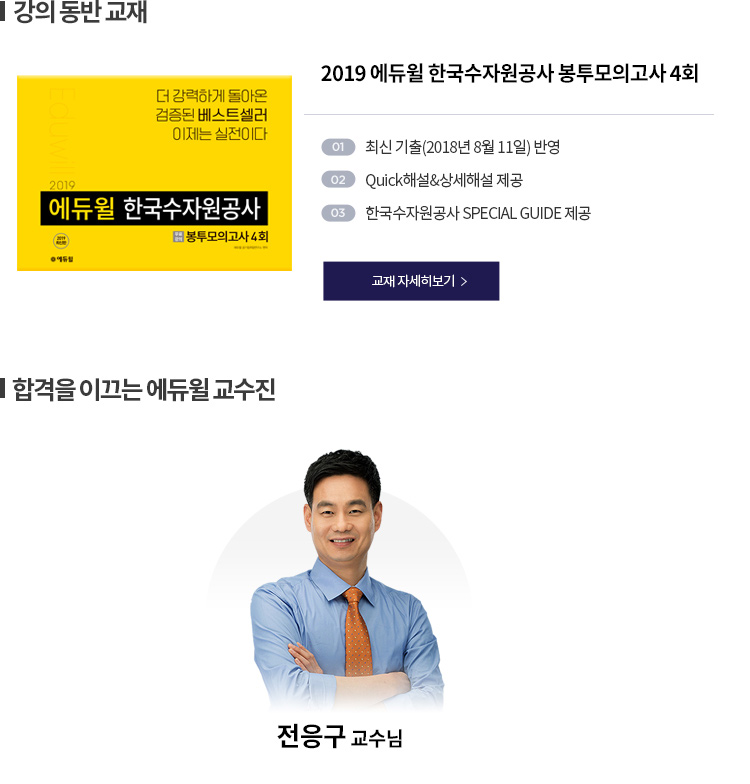 강의 동반 교재
Eduwill
더 강력하게 돌아온
검증된 베스트셀러
이제는 실전이다
2019
에듀윌 한국수자원공사
봉투모의고사 4회
에듀윌
2019 에듀윌 한국수자원공사 봉투모의고사 4회
01 최신 기출(2018년 8월 11일) 반영
02 Quick해설&상세해설 제공
03 한국수자원공사 SPECIAL GUIDE 제공
교재 자세히보기 >
합격을 이끄는 에듀윌 교수진
전응구 교수님